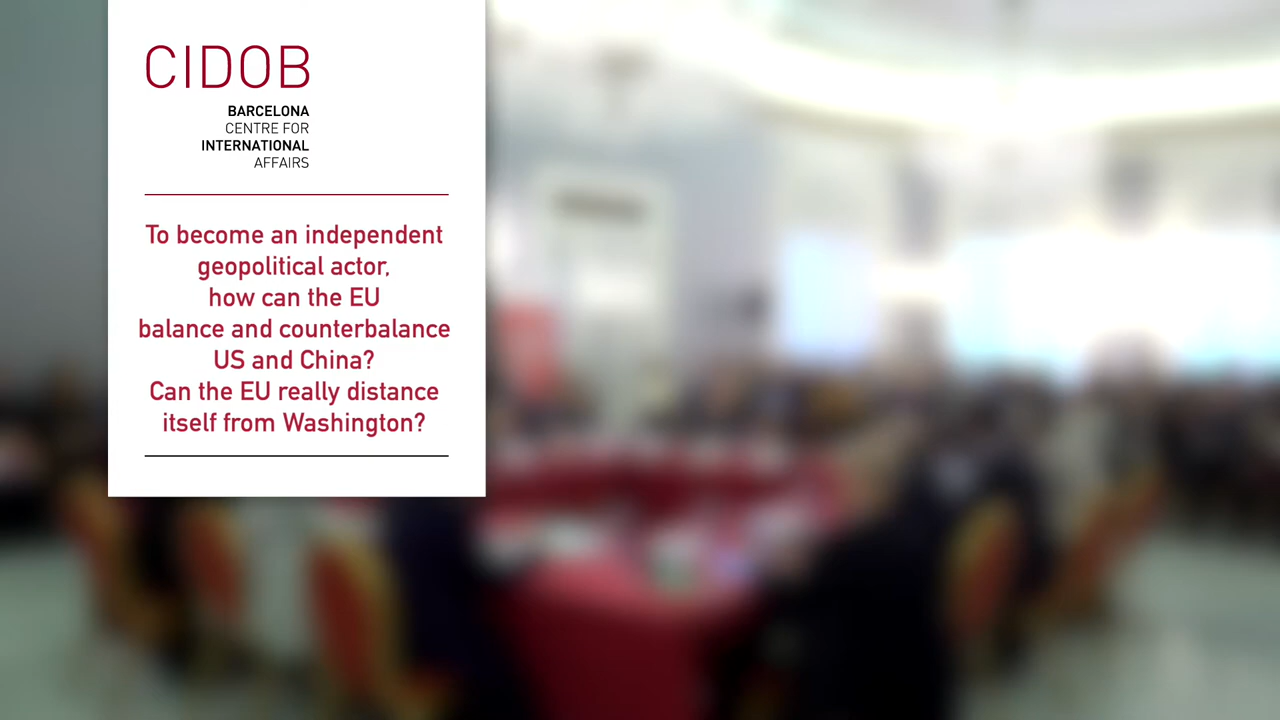 CIDOB
BARCELONA
CENTRE FOR
INTERNATIONAL
AFFAIRS
To become an independent
geopolitical actor,
how can the EU
balance and counterbalance
US and China?
Can the EU really distance
itself from Washington?